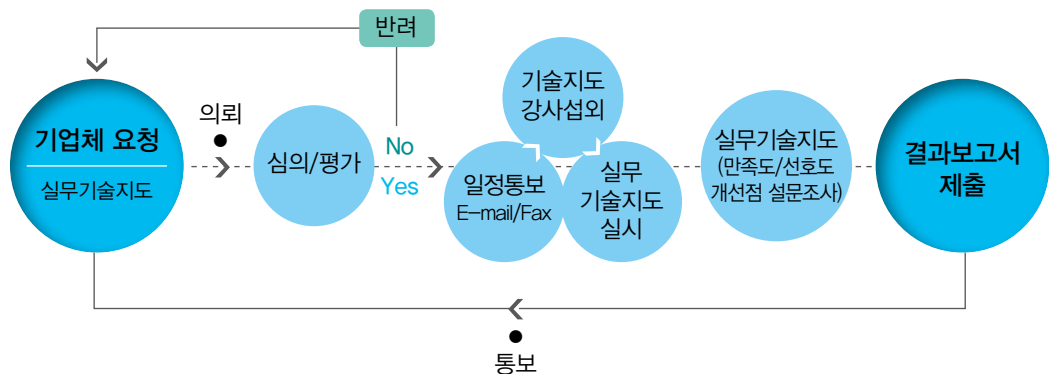 반려
기업체 요청
실무기술지도
의뢰
심의/평가
No
Yes
기술지도
강사섭외
일정통보
E-mail/Fax
실무
기술지도
실시
실무기술지도
(만족도/선호도
개선점 설문조사)
결과보고서
제출
통보